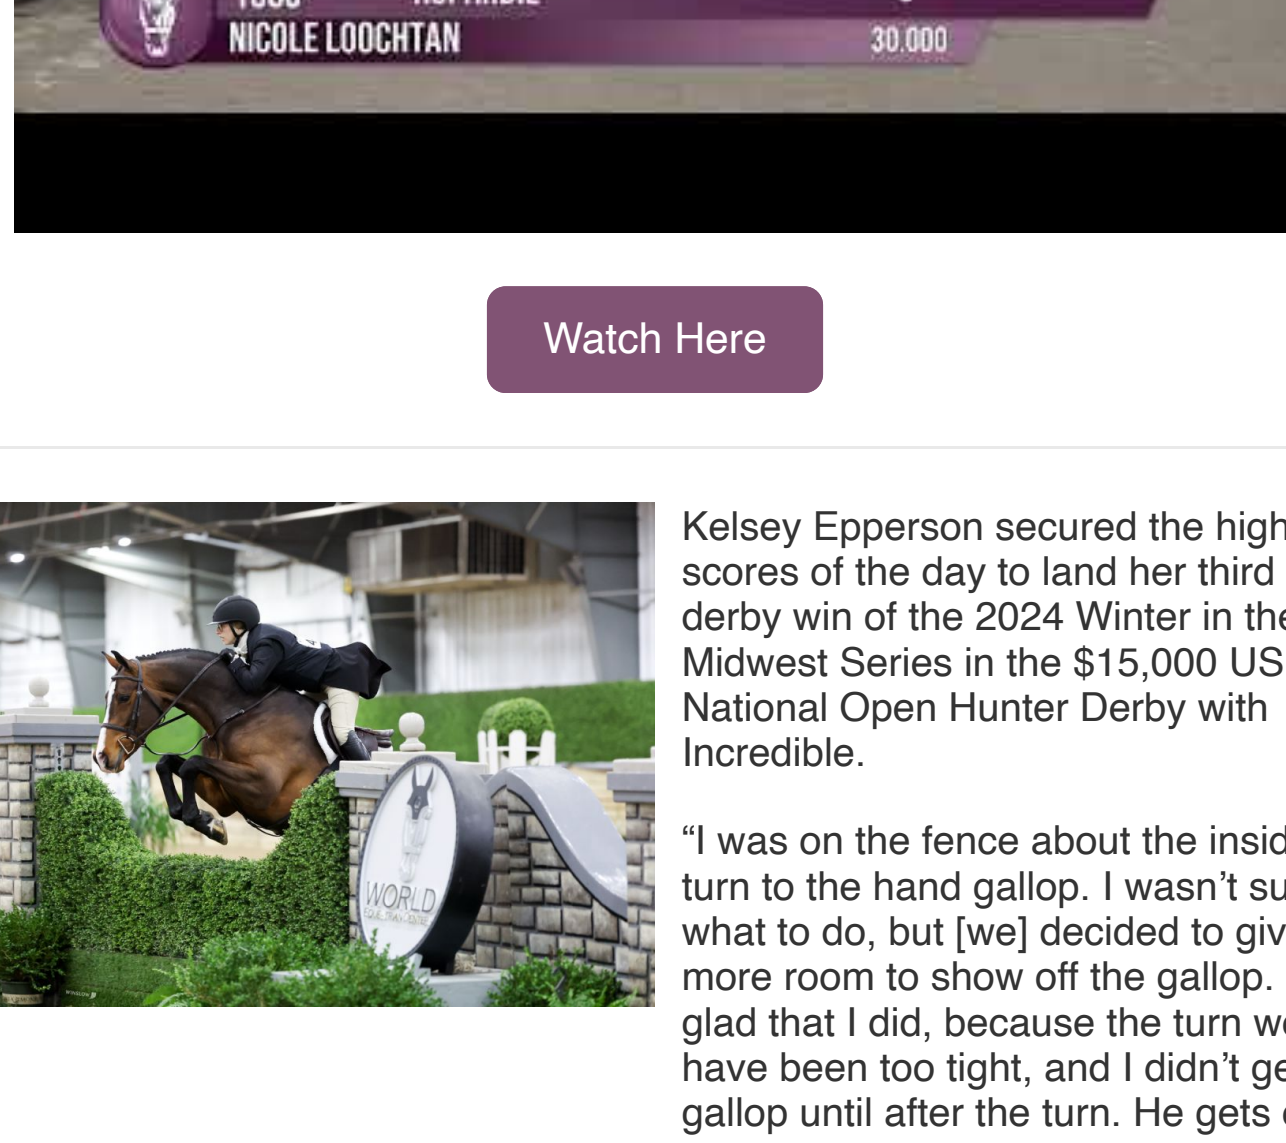 NICOLE LOOCHTAN 30.000
Watch Here
Kelsey Epperson secured the high
scores of the day to land her third
derby win of the 2024 Winter in the
Midwest Series in the $15,000 US
National Open Hunter Derby with
Incredible.
“I was on the fence about the insid
turn to the hand gallop. I wasn’t su
what to do, but [we] decided to giv
more room to show off the gallop.
glad that I did, because the turn wo
have been too tight, and I didn’t ge
gallop until after the turn. He gets
WORLD
EQUESTRIAN CENTER
WINSLOW